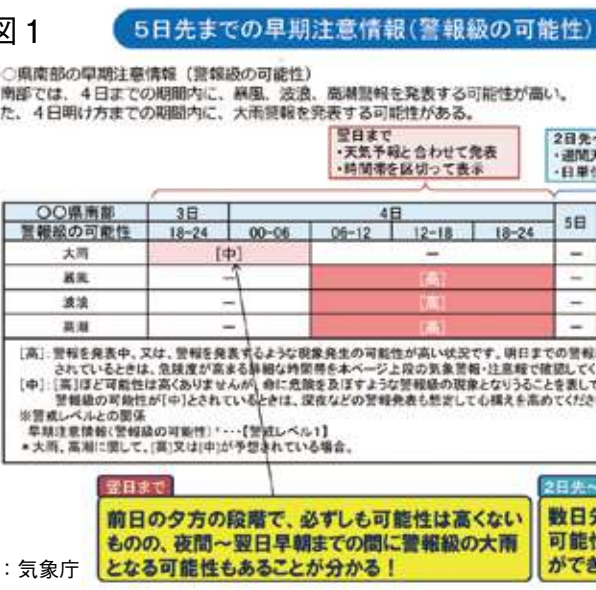 図1
5日先までの早期注意情報(警報級の可能性)
○県南部の早期注意情報（警報級の可能性）
南部では、4日までの期間内に、暴風、波浪、高潮警報を発表する可能性が高い。
た、4日明け方までの期間内に、大雨警報を発表する可能性がある。
翌日まで
・天気予報と合わせて発表
・時間帯を区切って表示
2日先～
・週間天
・日単位
○○県南部 3日 4日 5日
警報級の可能性 18-24 00-06 06-12 12-18 18-24
大雨 [中] － －
暴風 － [高] －
波浪 － [高] －
高潮 － [高] －
[高]：警報を発表中、又は、警報を発表するような現象発生の可能性が高い状況です。明日までの警報
されているときは、危険度が高まる詳細な時間帯を本ページ上段の気象警報・注意報で確認してく
[中]：[高]ほど可能性は高くありませんが、命に危険を及ぼすような警報級の現象となりうることを表して
警報級の可能性が[中]とされているときは、深夜などの警報発表も想定して心構えを高めてくださ
※警戒レベルとの関係
早期注意情報(警報級の可能性)*・・・【警戒レベル1】
*大雨、高潮に関して、[高]又は[中]が予想されている場合。
翌日まで
前日の夕方の段階で、必ずしも可能性は高くない
ものの、夜間～翌日早朝までの間に警報級の大雨
となる可能性もあることが分かる！
2日先～
数日先
可能性
ができ
：気象庁